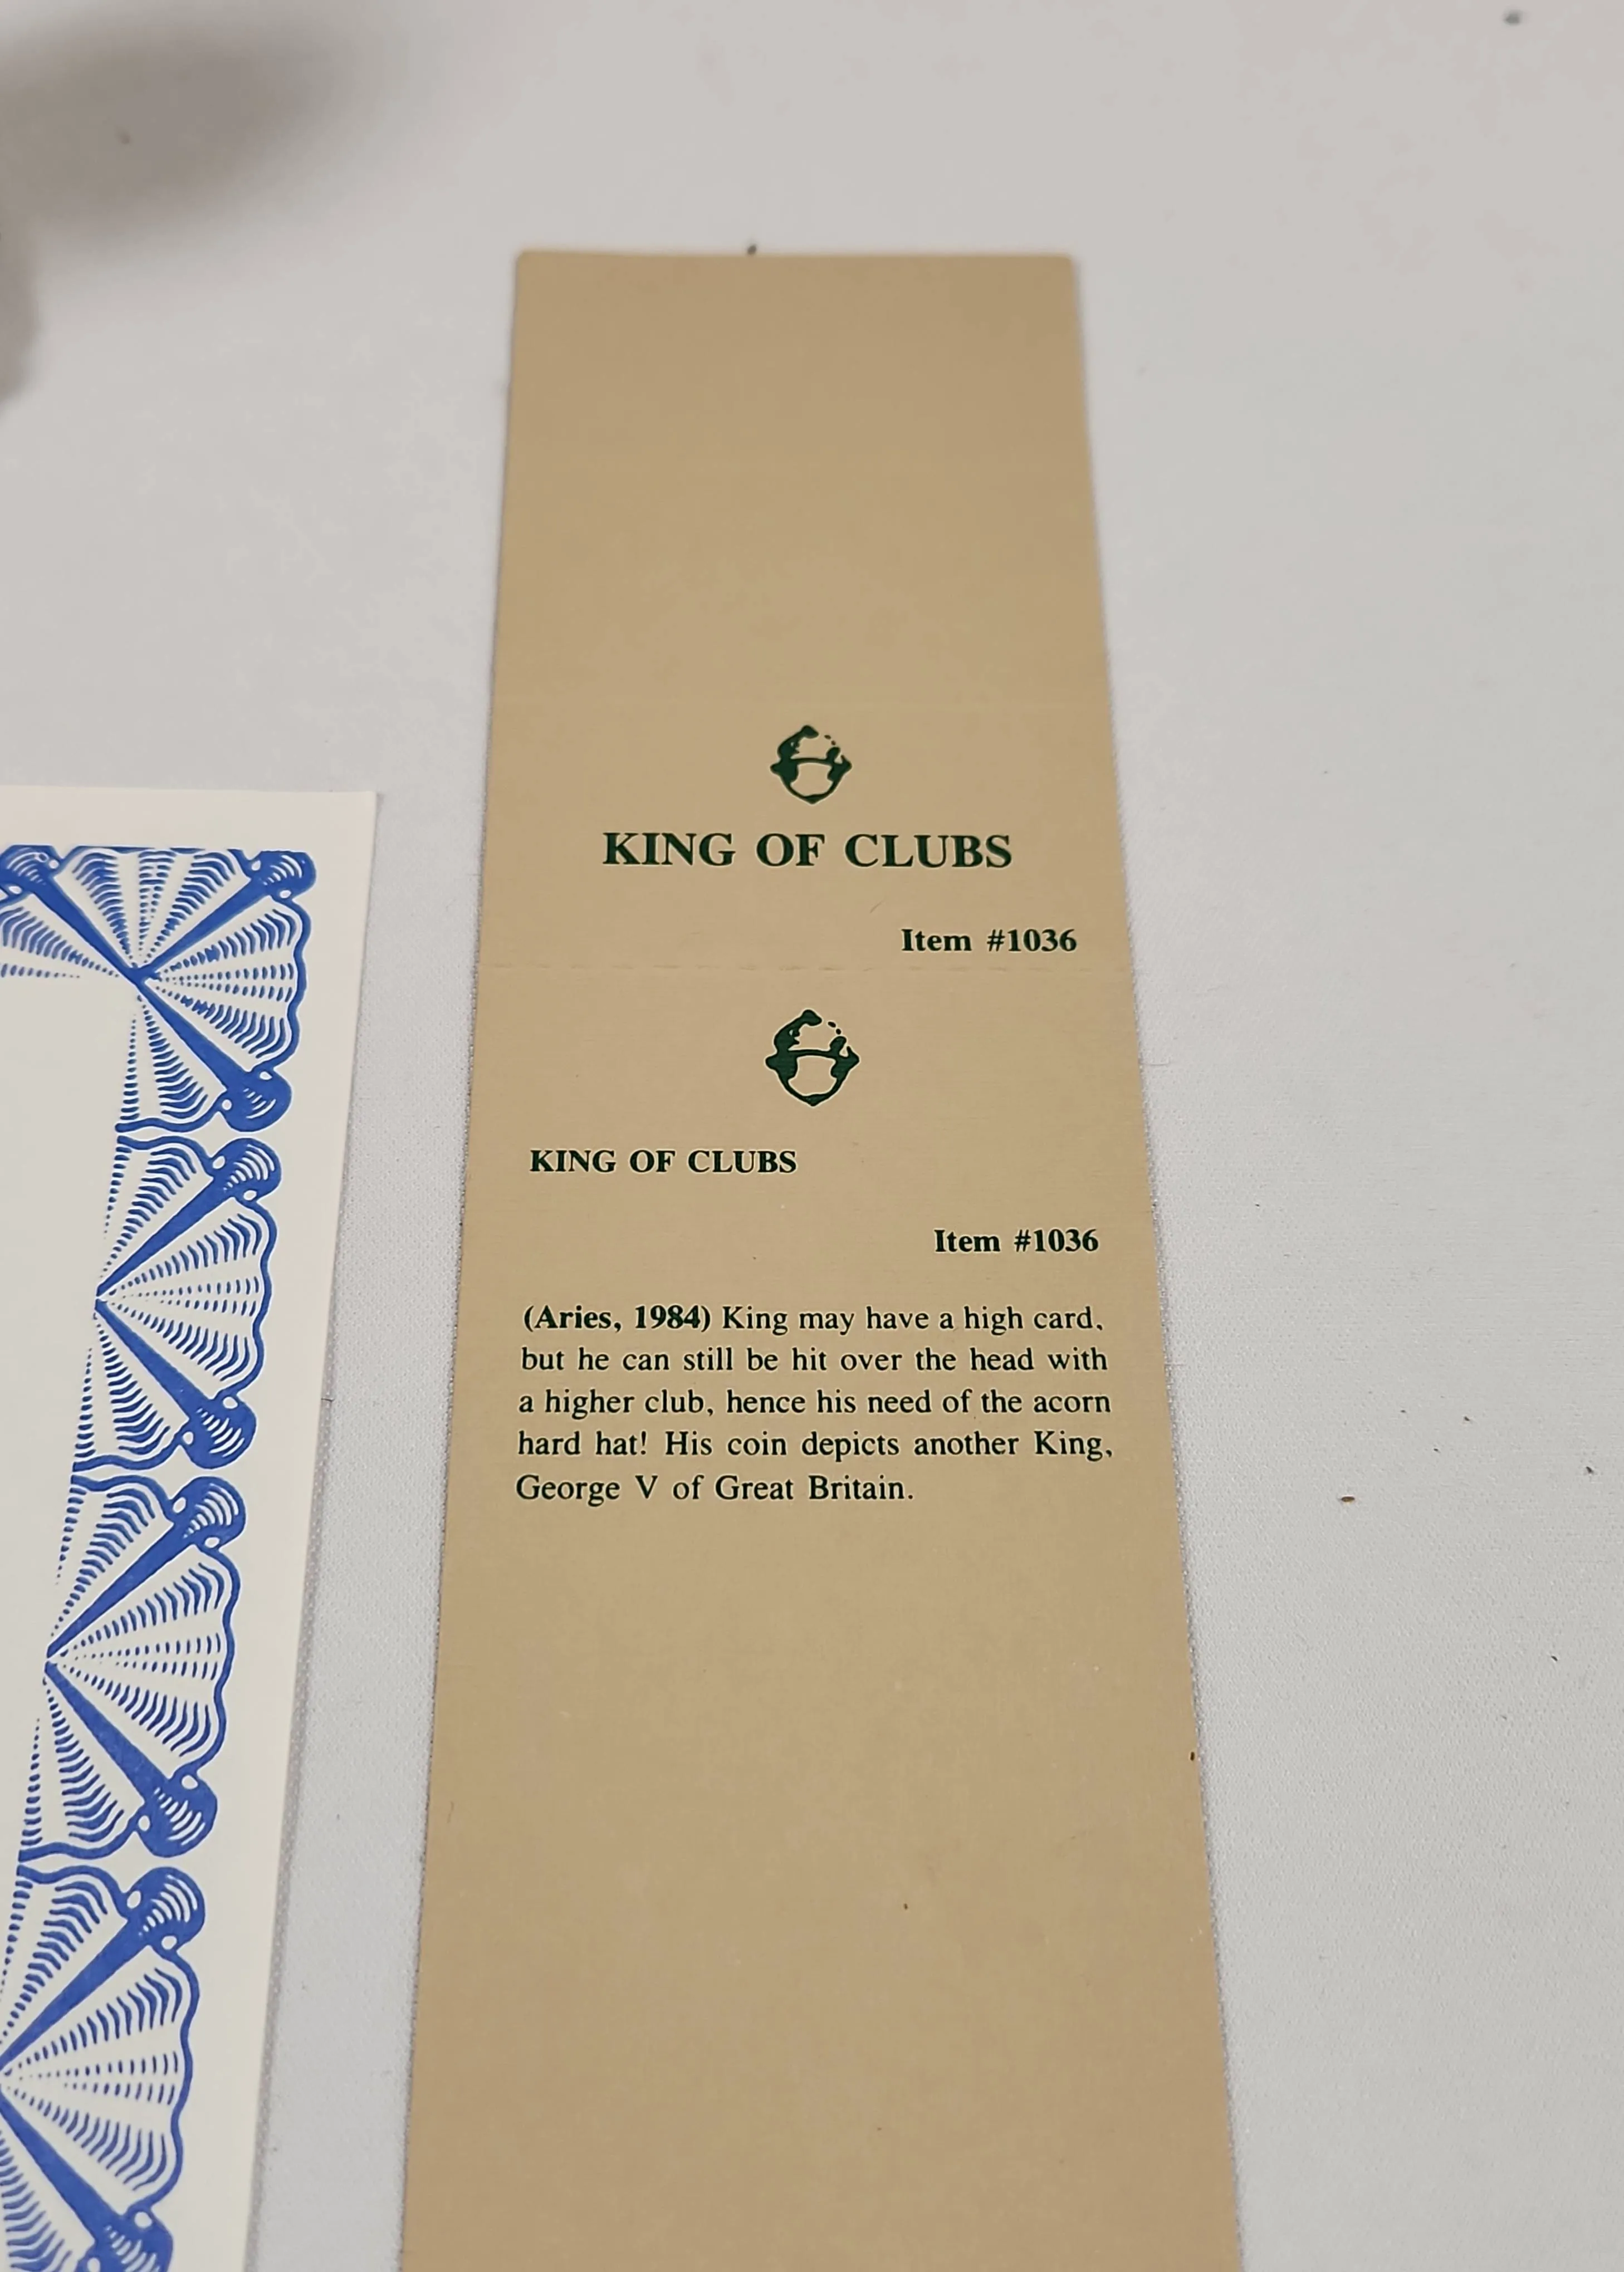 KING OF CLUBS
Item #1036
KING OF CLUBS
Item #1036
(Aries, 1984) King may have a high card,
but he can still be hit over the head with
a higher club, hence his need of the acorn
hard hat! His coin depicts another King,
George V of Great Britain.